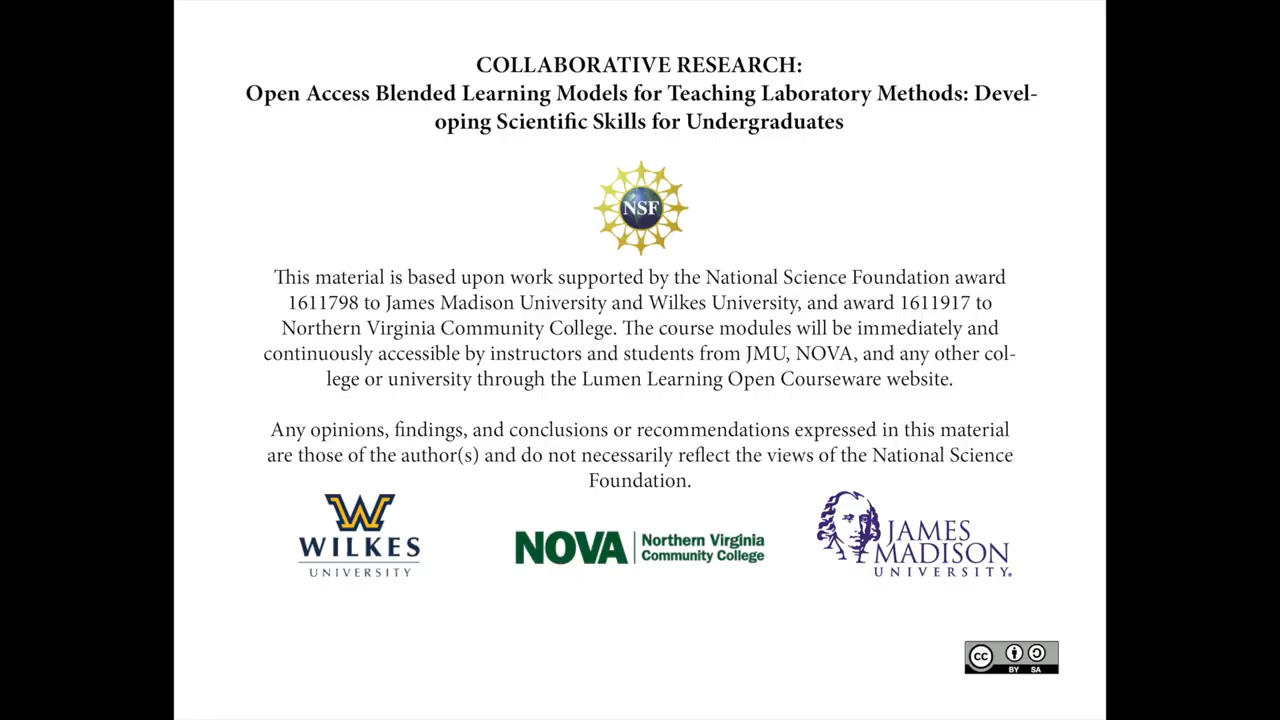 COLLABORATIVE RESEARCH:
Open Access Blended Learning Models for Teaching Laboratory Methods: Devel-
oping Scientific Skills for Undergraduates
NSF
This material is based upon work supported by the National Science Foundation award
1611798 to James Madison University and Wilkes University, and award 1611917 to
Northern Virginia Community College. The course modules will be immediately and
continuously accessible by instructors and students from JMU, NOVA, and any other col-
lege or university through the Lumen Learning Open Courseware website.
Any opinions, findings, and conclusions or recommendations expressed in this material
are those of the author(s) and do not necessarily reflect the views of the National Science
Foundation.
W
WILKES
UNIVERSITY
NOVA
Northern Virginia
Community College
JAMES
MADISON
UNIVERSITY.
cc
BY SA